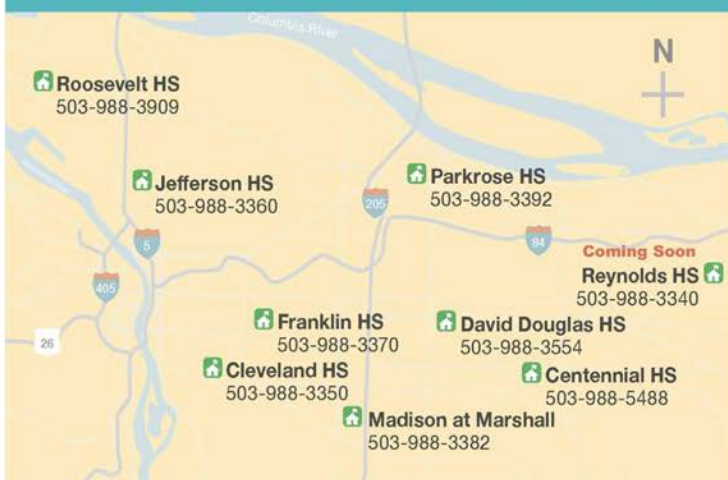 Columbia River
N
Roosevelt HS
503-988-3909
Jefferson HS
503-988-3360
Parkrose HS
503-988-3392
205
5
84
Coming Soon
Reynolds HS
503-988-3340
405
26
Franklin HS
503-988-3370
David Douglas HS
503-988-3554
Cleveland HS
503-988-3350
Centennial HS
503-988-5488
Madison at Marshall
503-988-3382